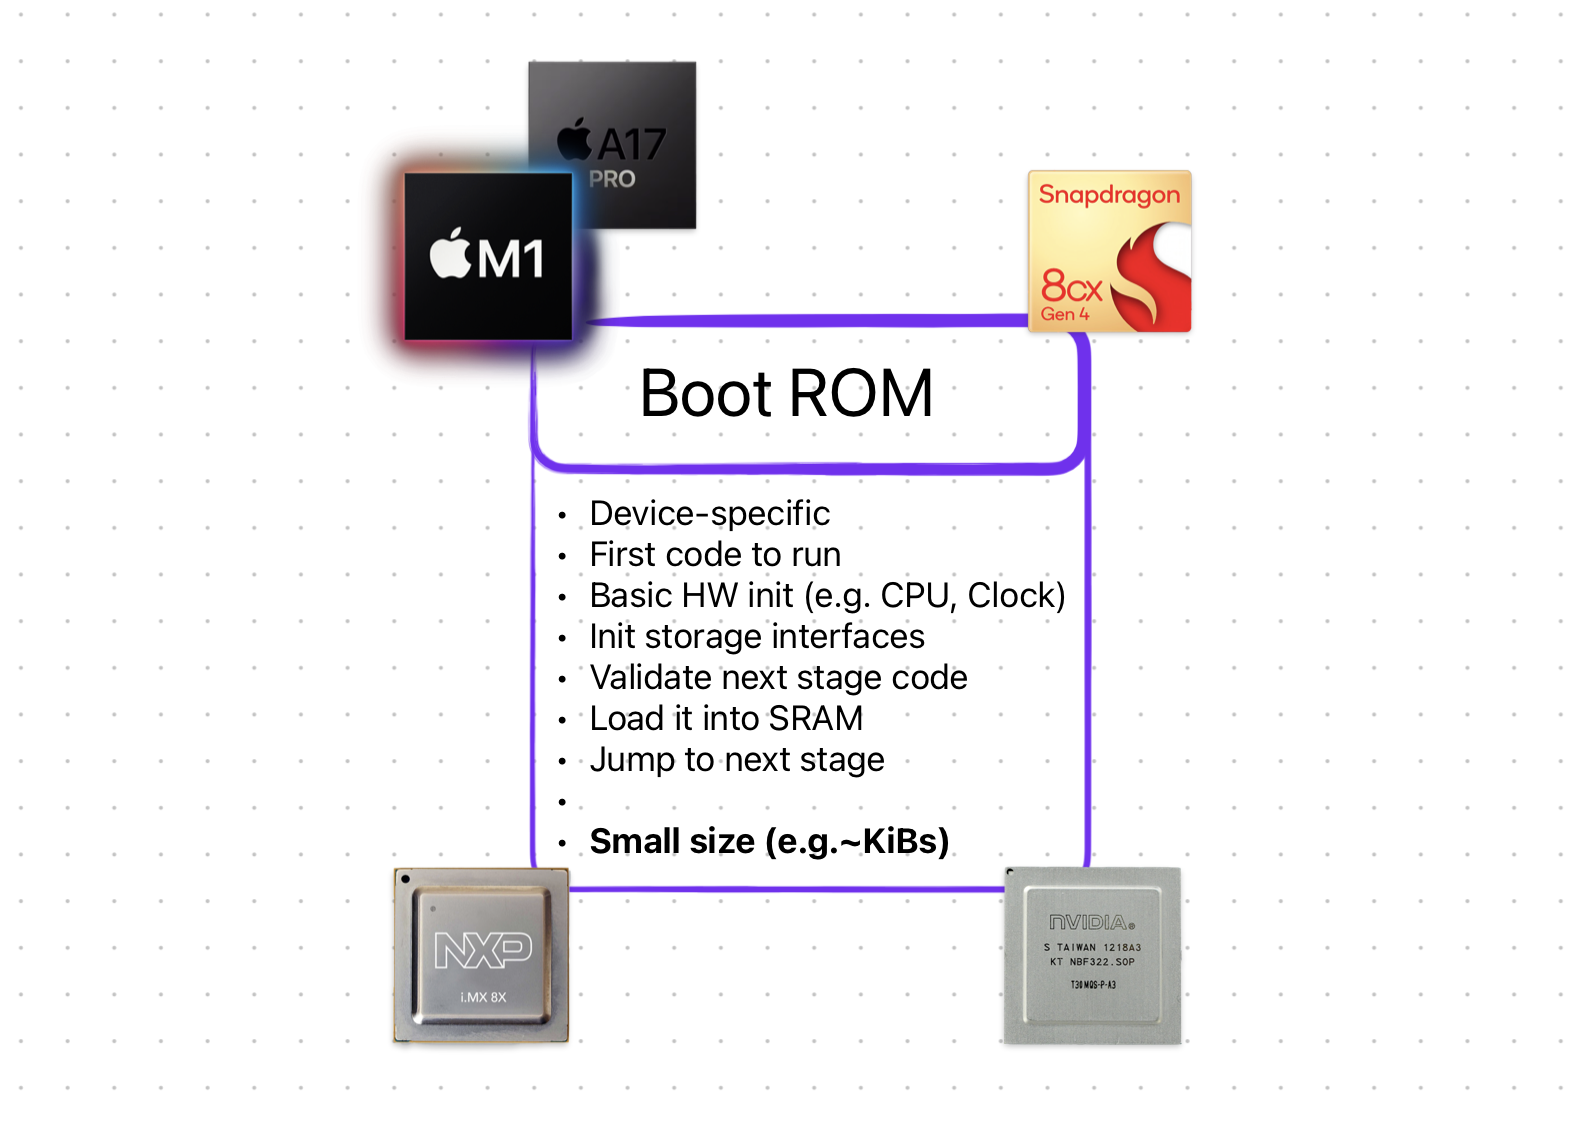 A17
PRO
M1
Snapdragon
8cx
Gen 4
Boot ROM
• Device-specific
• First code to run
• Basic HW init (e.g. CPU, Clock)
• Init storage interfaces
• Validate next stage code
• Load it into SRAM
• Jump to next stage
•
• Small size (e.g.~KiBs)
NXP
i.MX 8X
NVIDIA®
S TAIWAN 1218A3
KT NBF322.S0P
T30MQS-P-A3